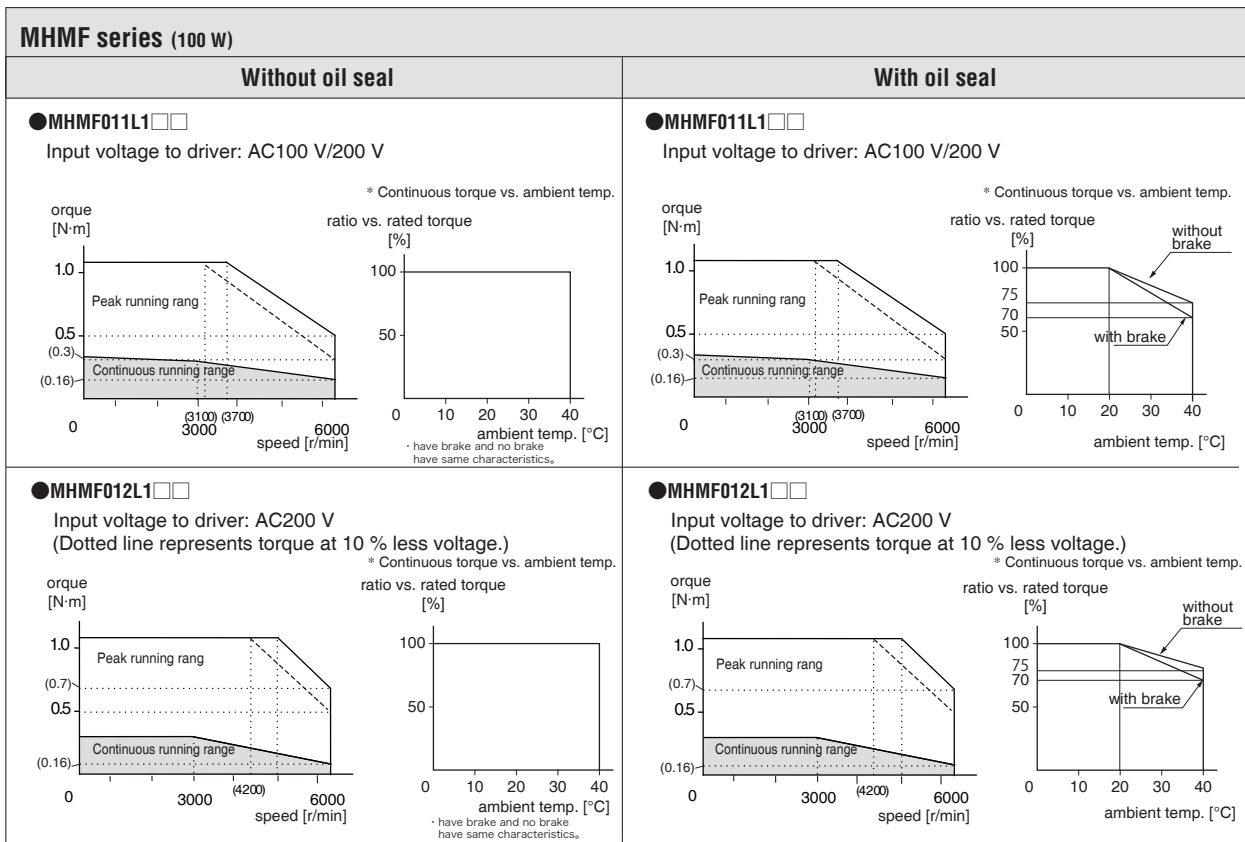 MHMF series (100 W)
Without oil seal
With oil seal
●MHMF011L1□□
Input voltage to driver: AC100 V/200 V
* Continuous torque vs. ambient temp.
orque
[N·m]
ratio vs. rated torque
[%]
1.0
Peak running rang
0.5
(0.3)
Continuous running range
(0.16)
0
(3100)
(3700)
3000
6000
speed [r/min]
100
50
0
10
20
30
40
ambient temp. [°C]
· have brake and no brake
have same characteristics。
●MHMF011L1□□
Input voltage to driver: AC100 V/200 V
* Continuous torque vs. ambient temp.
orque
[N·m]
ratio vs. rated torque
[%]
without
brake
1.0
Peak running rang
0.5
(0.3)
Continuous running range
(0.16)
0
(3100)
(3700)
3000
6000
speed [r/min]
100
75
70
50
with brake
0
10
20
30
40
ambient temp. [°C]
●MHMF012L1□□
Input voltage to driver: AC200 V
(Dotted line represents torque at 10 % less voltage.)
* Continuous torque vs. ambient temp.
orque
[N·m]
ratio vs. rated torque
[%]
1.0
Peak running rang
(0.7)
0.5
Continuous running range
(0.16)
0
3000
(4200)
6000
speed [r/min]
100
50
0
10
20
30
40
ambient temp. [°C]
· have brake and no brake
have same characteristics。
●MHMF012L1□□
Input voltage to driver: AC200 V
(Dotted line represents torque at 10 % less voltage.)
* Continuous torque vs. ambient temp.
orque
[N·m]
ratio vs. rated torque
[%]
without
brake
1.0
Peak running rang
(0.7)
0.5
Continuous running range
(0.16)
0
3000
(4200)
6000
speed [r/min]
100
75
70
50
with brake
0
10
20
30
40
ambient temp. [°C]